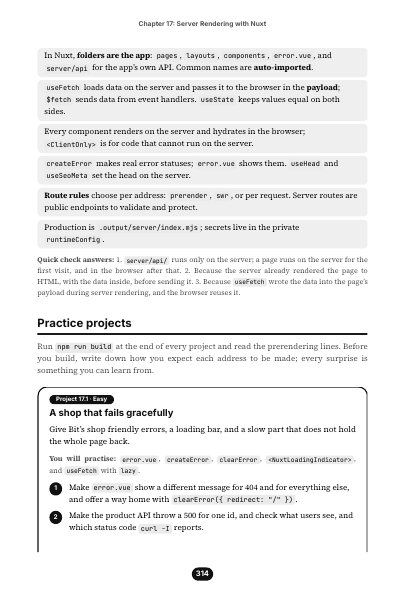 Chapter 17: Server Rendering with Nuxt
In Nuxt, folders are the app: pages, layouts, components, error.vue, and
server/api for the app's own API. Common names are auto-imported.
useFetch loads data on the server and passes it to the browser in the payload;
$fetch sends data from event handlers. useState keeps values equal on both
sides.
Every component renders on the server and hydrates in the browser;
<ClientOnly> is for code that cannot run on the server.
createError makes real error statuses; error.vue shows them. useHead and
useSeoMeta set the head on the server.
Route rules choose per address: prerender, swr, or per request. Server routes are
public endpoints to validate and protect.
Production is .output/server/index.mjs; secrets live in the private
runtimeConfig.
Quick check answers: 1. server/api/ runs only on the server; a page runs on the server for the
first visit, and in the browser after that. 2. Because the server already rendered the page to
HTML, with the data inside, before sending it. 3. Because useFetch wrote the data into the page's
payload during server rendering, and the browser reuses it.
Practice projects
Run npm run build at the end of every project and read the prerendering lines. Before
you build, write down how you expect each address to be made; every surprise is
something you can learn from.
Project 17.1 · Easy
A shop that fails gracefully
Give Bit's shop friendly errors, a loading bar, and a slow part that does not hold
the whole page back.
You will practise: error.vue, createError, clearError, <NuxtLoadingIndicator>,
and useFetch with lazy.
1 Make error.vue show a different message for 404 and for everything else,
and offer a way home with clearError({ redirect: "/" }).
2 Make the product API throw a 500 for one id, and check what users see, and
which status code curl -I reports.
314